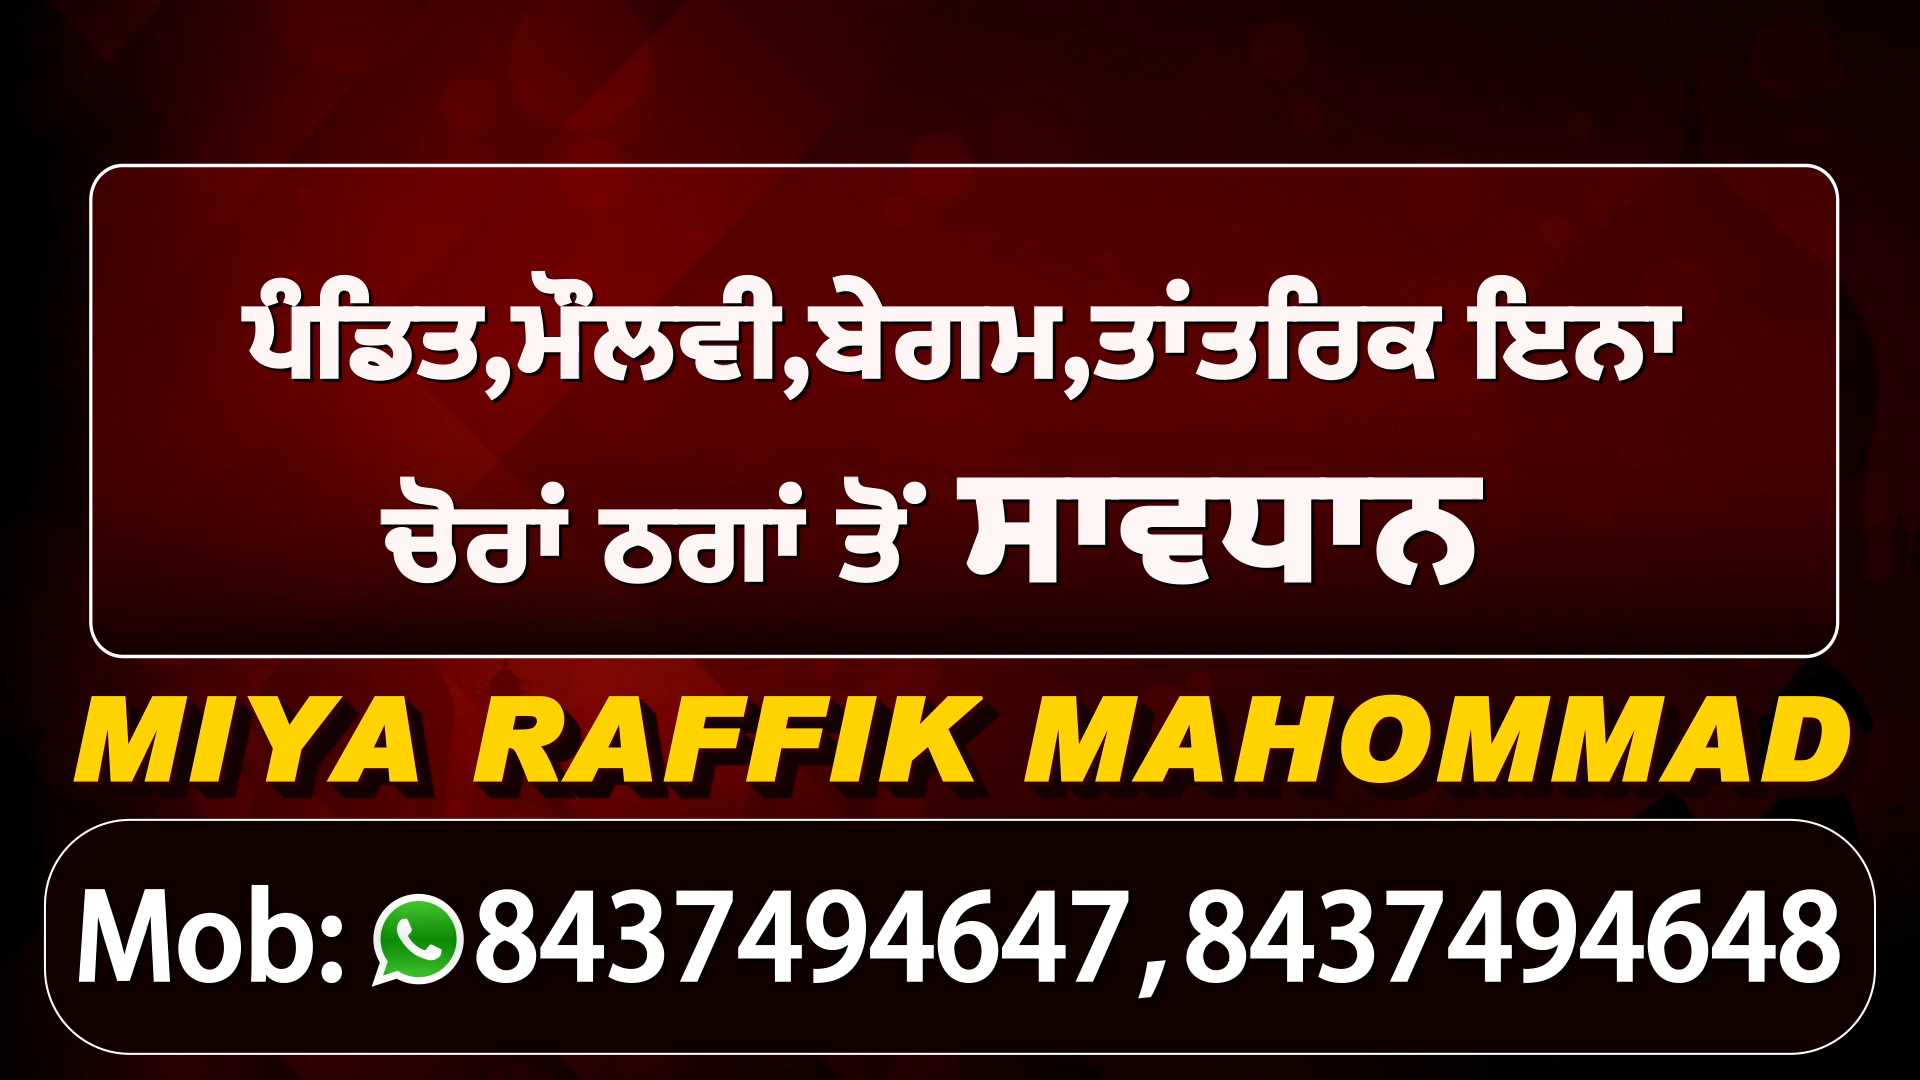 ਪੰਡਿਤ,ਮੌਲਵੀ,ਬੇਗਮ,ਤਾਂਤਰਿਕ ਇਨਾ
ਚੋਰਾਂ ਠਗਾਂ ਤੋਂ ਸਾਵਧਾਨ
MIYA RAFFIK MAHOMMAD
Mob: 8437494647, 8437494648